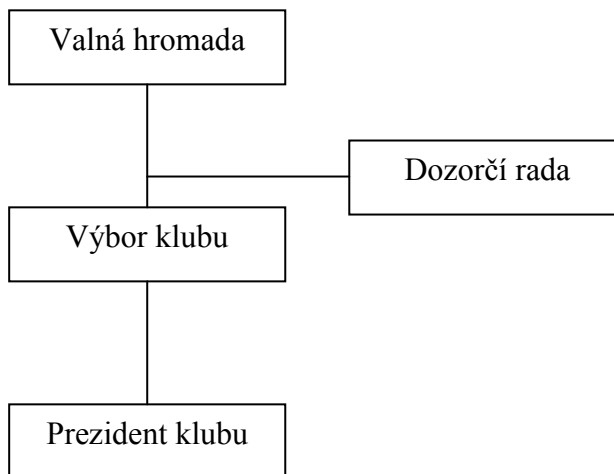 Valná hromada
Dozorčí rada
Výbor klubu
Prezident klubu